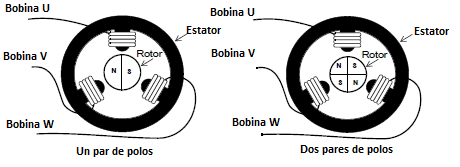 Bobina U
Estator
Bobina V
Rotor
N S
Bobina W
Un par de polos
Bobina U
Estator
Bobina V
Rotor
N S
S N
Bobina W
Dos pares de polos